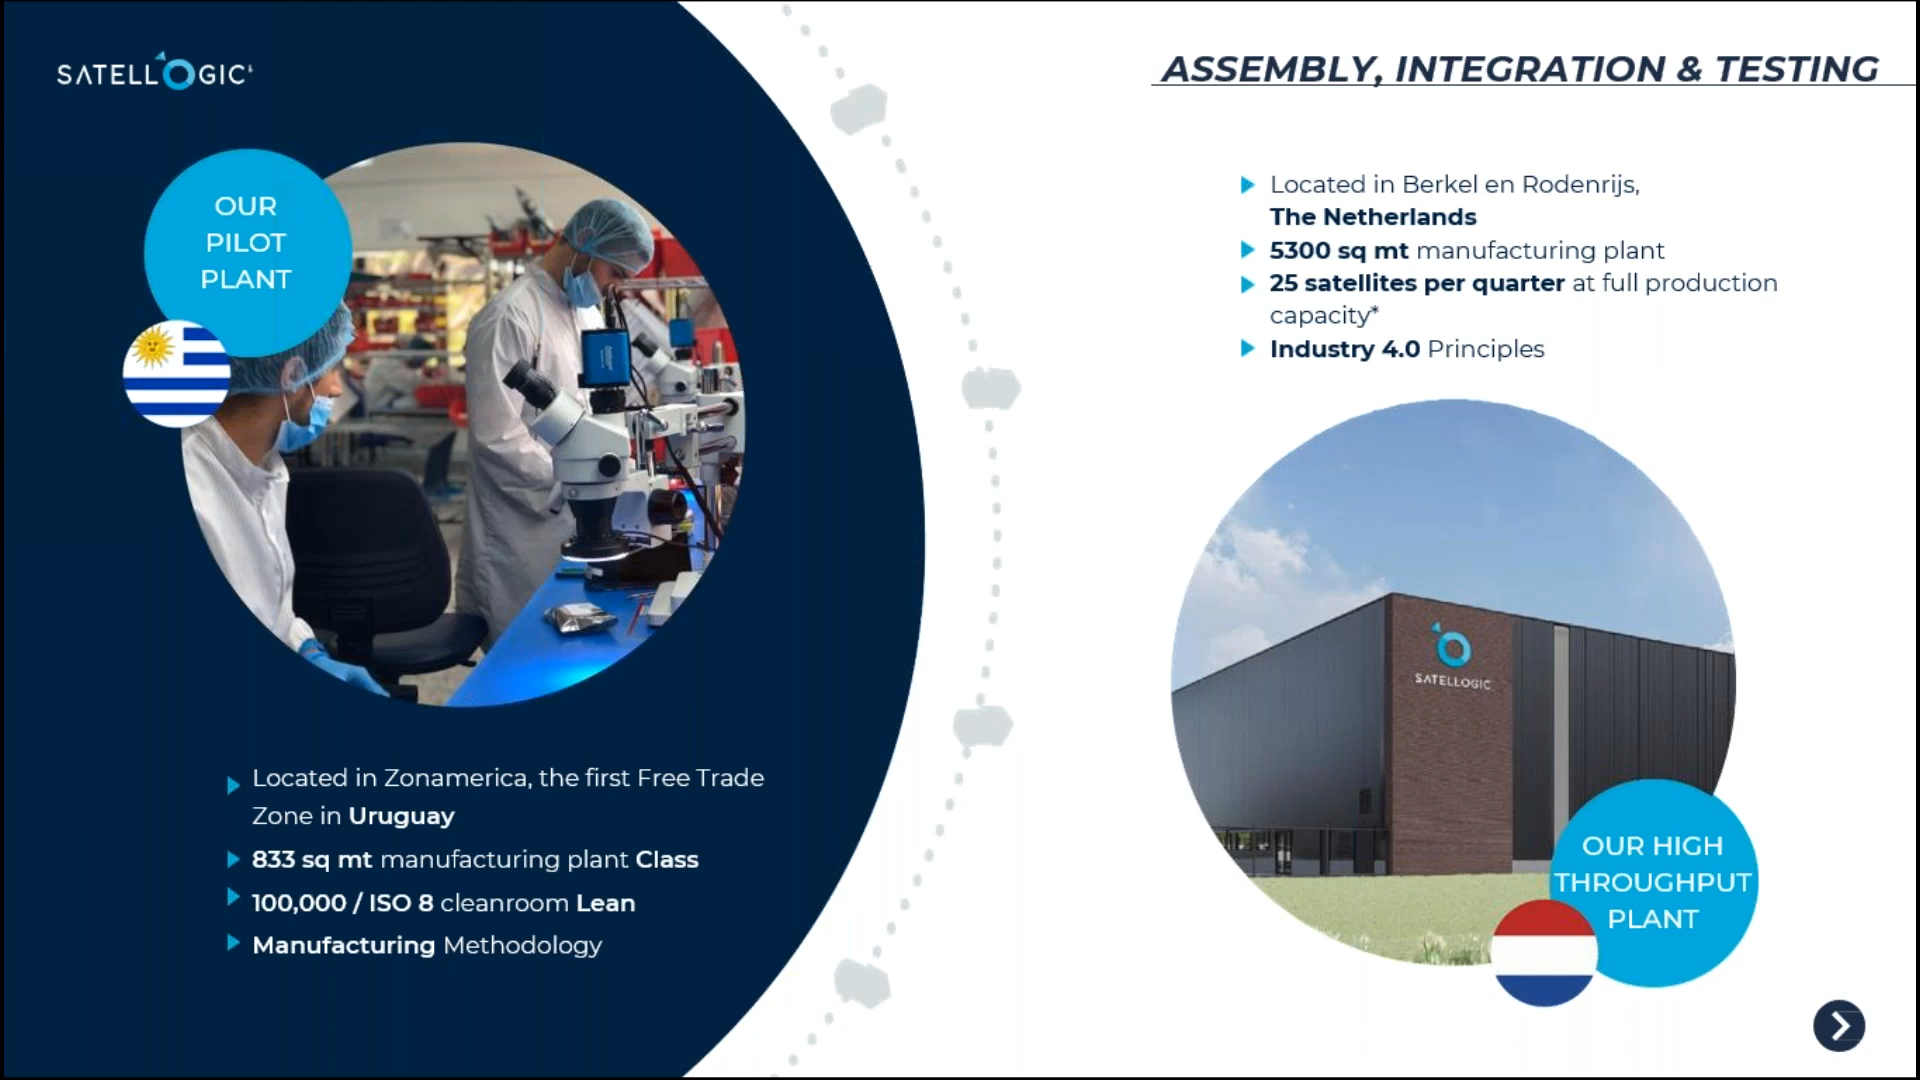 SATELLOGIC
ASSEMBLY, INTEGRATION & TESTING
OUR
PILOT
PLANT
Located in Zonamerica, the first Free Trade
Zone in Uruguay
833 sq mt manufacturing plant Class
100,000 / ISO 8 cleanroom Lean
Manufacturing Methodology
Located in Berkel en Rodenrijs,
The Netherlands
5300 sq mt manufacturing plant
25 satellites per quarter at full production
capacity*
Industry 4.0 Principles
SATELLOGIC
OUR HIGH
THROUGHPUT
PLANT